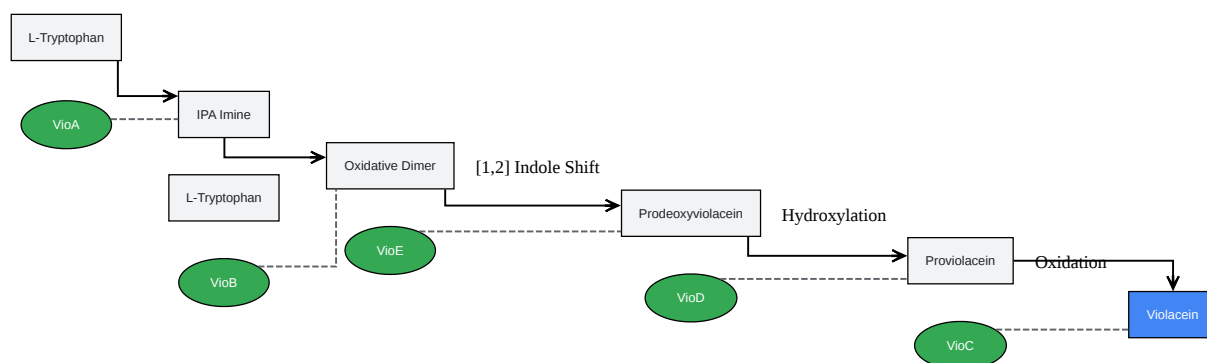 L-Tryptophan
VioA
IPA Imine
L-Tryptophan
Oxidative Dimer
[1,2] Indole Shift
VioB
VioE
Prodeoxyviolacein
Hydroxylation
VioD
Proviolacein
Oxidation
Violacein
VioC